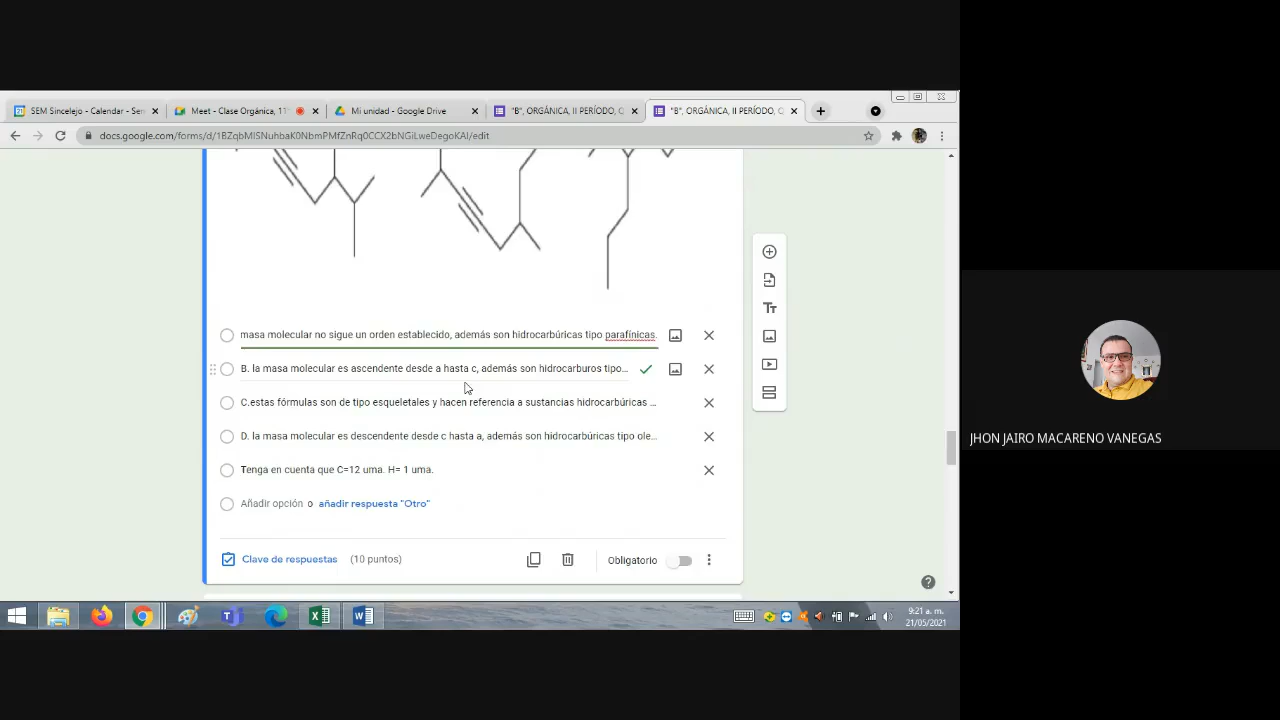 SEM Sincelejo - Calendar - Sem
Meet - Clase Orgánica, 11°
Mi unidad - Google Drive
"B", ORGÁNICA, II PERÍODO, Q
"B", ORGÁNICA, II PERÍODO, Q
docs.google.com/forms/d/1BZqbMlSNuhbaK0NbmPMfZnRq0CCX2bNGiLweDegoKAI/edit
masa molecular no sigue un orden establecido, además son hidrocarbúricas tipo parafínicas.
B. la masa molecular es ascendente desde a hasta c, además son hidrocarburos tipo...
C.estas fórmulas son de tipo esqueletales y hacen referencia a sustancias hidrocarbúricas ...
D. la masa molecular es descendente desde c hasta a, además son hidrocarbúricas tipo ole...
Tenga en cuenta que C=12 uma. H= 1 uma.
Añadir opción o añadir respuesta "Otro"
Clave de respuestas (10 puntos)
Obligatorio
Tт
JHON JAIRO MACARENO VANEGAS
9:21 a. m.
21/05/2021